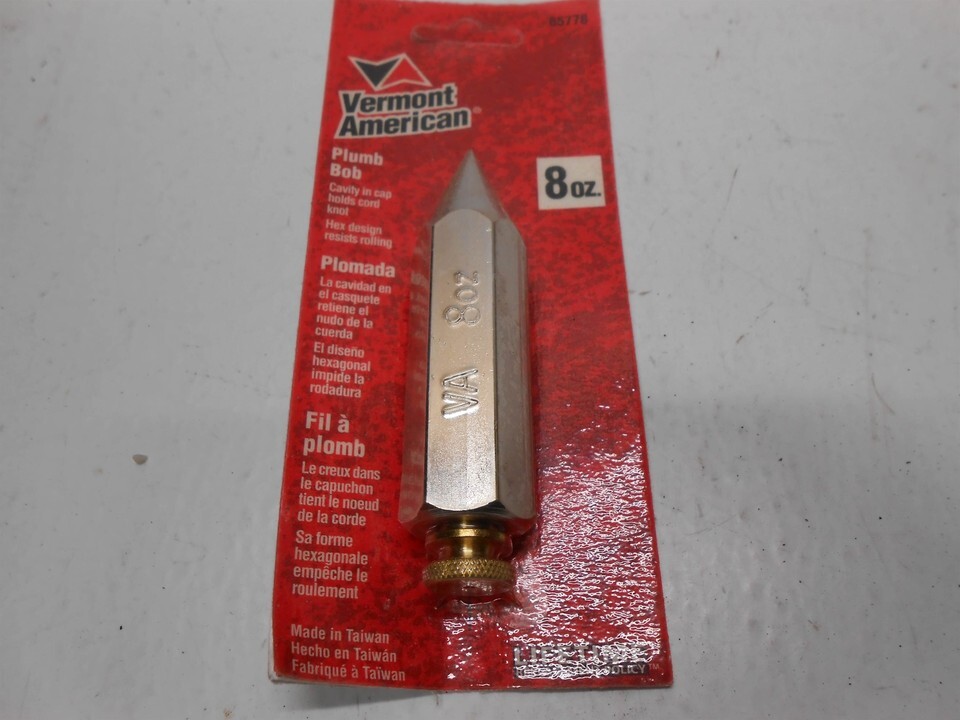 85778
Vermont
American
Plumb
Bob
Cavity in cap
holds cord
knot
Hex design
resists rolling
8 oz.
Plomada
La cavidad en
el casquete
retiene el
nudo de la
cuerda
El diseño
hexagonal
impide la
rodadura
Fil à
plomb
Le creux dans
le capuchon
tient le noeud
de la corde
Sa forme
hexagonale
empêche le
roulement
VA 8oz
Made in Taiwan
Hecho en Taiwán
Fabriqué à Taïwan